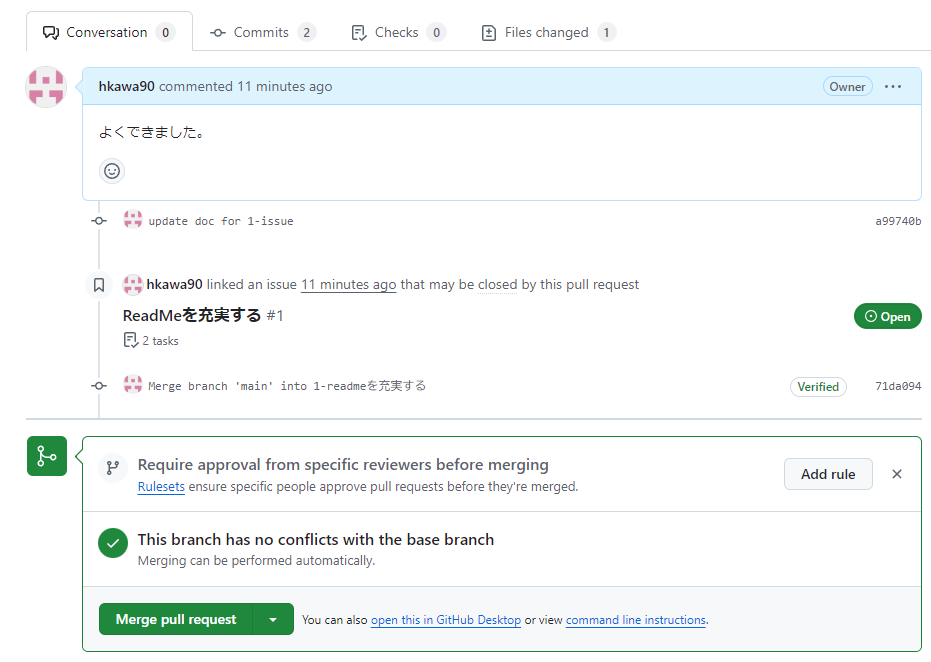 Conversation 0 Commits 2 Checks 0 Files changed 1
hkawa90 commented 11 minutes ago Owner ...
よくできました。
update doc for 1-issue a99740b
hkawa90 linked an issue 11 minutes ago that may be closed by this pull request
ReadMeを充実する #1 Open
2 tasks
Merge branch 'main' into 1-readmeを充実する Verified 71da094
Require approval from specific reviewers before merging
Rulesets ensure specific people approve pull requests before they're merged. Add rule
This branch has no conflicts with the base branch
Merging can be performed automatically.
Merge pull request You can also open this in GitHub Desktop or view command line instructions.